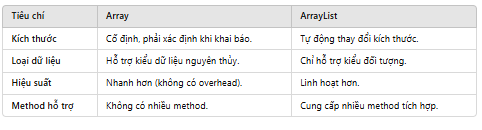 Tiêu chí Array ArrayList
Kích thước Cố định, phải xác định khi khai báo. Tự động thay đổi kích thước.
Loại dữ liệu Hỗ trợ kiểu dữ liệu nguyên thủy. Chỉ hỗ trợ kiểu đối tượng.
Hiệu suất Nhanh hơn (không có overhead). Linh hoạt hơn.
Method hỗ trợ Không có nhiều method. Cung cấp nhiều method tích hợp.